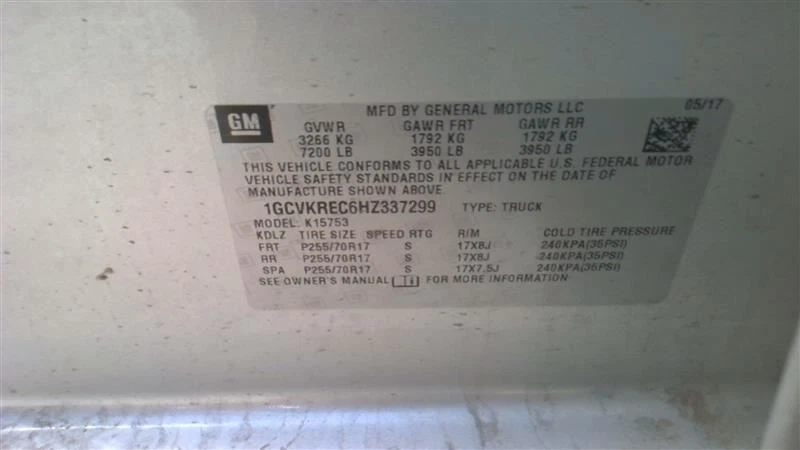 GM
MFD BY GENERAL MOTORS LLC 05/17
GVWR GAWR FRT GAWR RR
3266 KG 1792 KG 1792 KG
7200 LB 3950 LB 3950 LB
THIS VEHICLE CONFORMS TO ALL APPLICABLE U.S. FEDERAL MOTOR
VEHICLE SAFETY STANDARDS IN EFFECT ON THE DATE OF
MANUFACTURE SHOWN ABOVE.
1GCVKREC6HZ337299 TYPE: TRUCK
MODEL: K15753
KDLZ TIRE SIZE SPEED RTG R/M COLD TIRE PRESSURE
FRT P255/70R17 S 17X8J 240KPA(35PSI)
RR P255/70R17 S 17X8J 240KPA(35PSI)
SPA P255/70R17 S 17X7.5J 240KPA(35PSI)
SEE OWNER'S MANUAL FOR MORE INFORMATION.